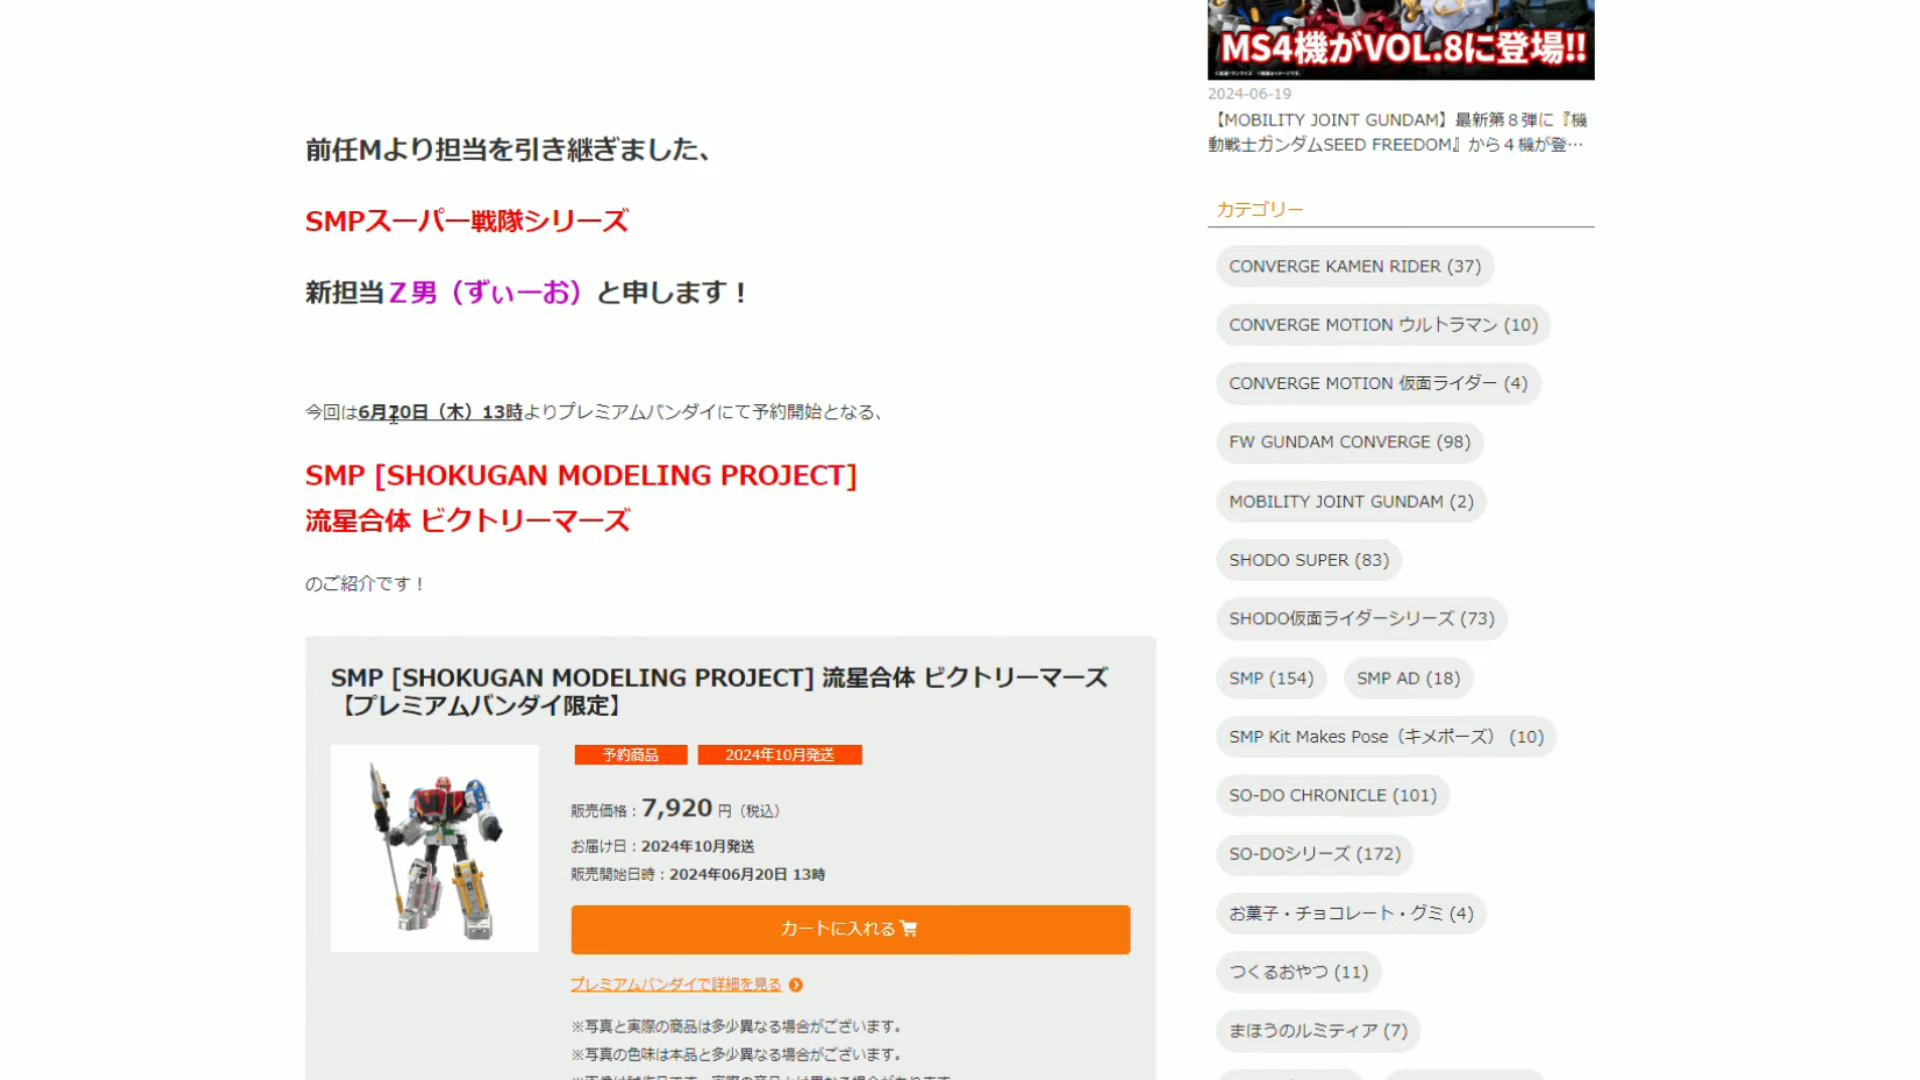 前任Mより担当を引き継ぎました、
SMPスーパー戦隊シリーズ
新担当Ｚ男（ずぃーお）と申します！
今回は6月20日（木）13時よりプレミアムバンダイにて予約開始となる、
SMP [SHOKUGAN MODELING PROJECT]
流星合体 ビクトリーマーズ
のご紹介です！
SMP [SHOKUGAN MODELING PROJECT] 流星合体 ビクトリーマーズ
【プレミアムバンダイ限定】
予約商品 2024年10月発送
販売価格：7,920 円（税込）
お届け日：2024年10月発送
販売開始日時：2024年06月20日 13時
カートに入れる
プレミアムバンダイで詳細を見る
※写真と実際の商品は多少異なる場合がございます。
※写真の色味は本品と多少異なる場合がございます。
MS4機がVOL.8に登場!!
2024-06-19
【MOBILITY JOINT GUNDAM】最新第８弾に『機
動戦士ガンダムSEED FREEDOM』から４機が登…
カテゴリー
CONVERGE KAMEN RIDER (37)
CONVERGE MOTION ウルトラマン (10)
CONVERGE MOTION 仮面ライダー (4)
FW GUNDAM CONVERGE (98)
MOBILITY JOINT GUNDAM (2)
SHODO SUPER (83)
SHODO仮面ライダーシリーズ (73)
SMP (154) SMP AD (18)
SMP Kit Makes Pose（キメポーズ） (10)
SO-DO CHRONICLE (101)
SO-DOシリーズ (172)
お菓子・チョコレート・グミ (4)
つくるおやつ (11)
まほうのルミティア (7)